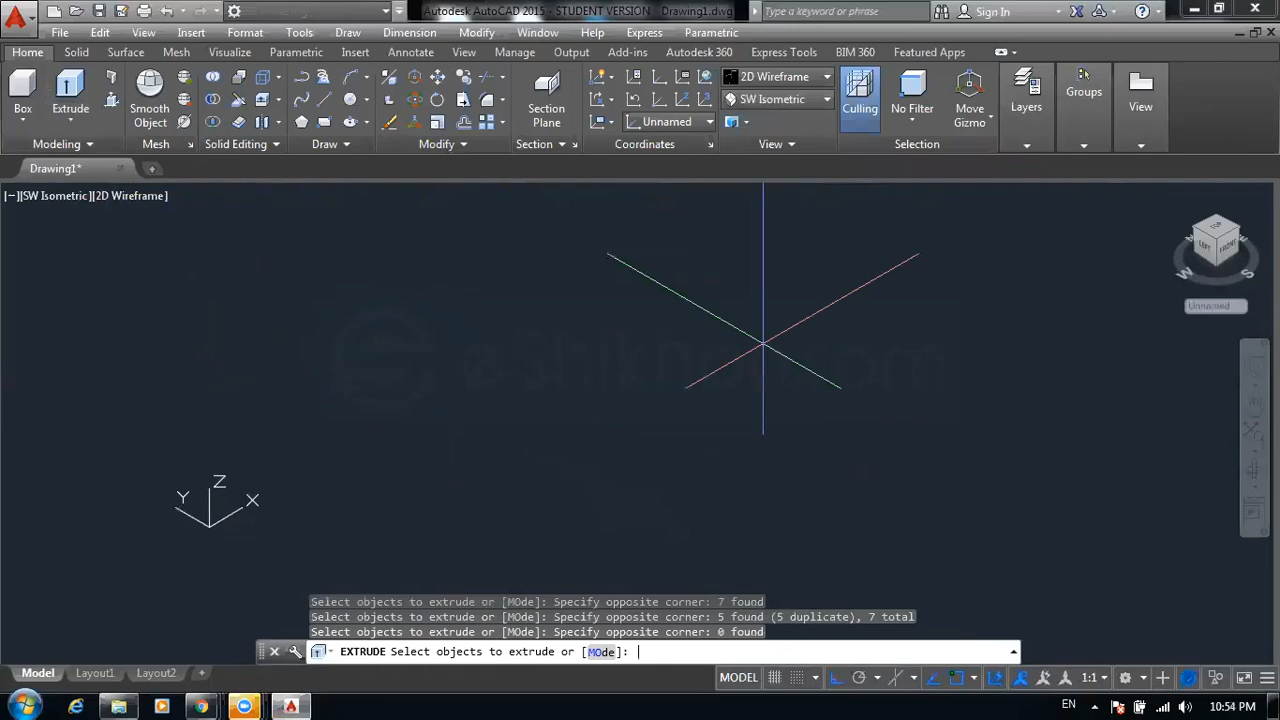 Autodesk AutoCAD 2015 - STUDENT VERSION - Drawing1.dwg
Type a keyword or phrase
Sign In
File Edit View Insert Format Tools Draw Dimension Modify Window Help Express Parametric
Home Solid Surface Mesh Visualize Parametric Insert Annotate View Manage Output Add-ins Autodesk 360 Express Tools BIM 360 Featured Apps
Box
Extrude
Smooth Object
Section Plane
2D Wireframe
SW Isometric
Unnamed
Culling
No Filter
Move Gizmo
Layers
Groups
View
Modeling Mesh Solid Editing Draw Modify Section Coordinates View Selection
Drawing1*
[−][SW Isometric][2D Wireframe]
TOP
LEFT FRONT
W S
Unnamed
eShikhon.com
Z
Y X
Select objects to extrude or [MOde]: Specify opposite corner: 7 found
Select objects to extrude or [MOde]: Specify opposite corner: 5 found (5 duplicate), 7 total
Select objects to extrude or [MOde]: Specify opposite corner: 0 found
EXTRUDE Select objects to extrude or [MOde]:
Model Layout1 Layout2
MODEL
1:1
EN
10:54 PM